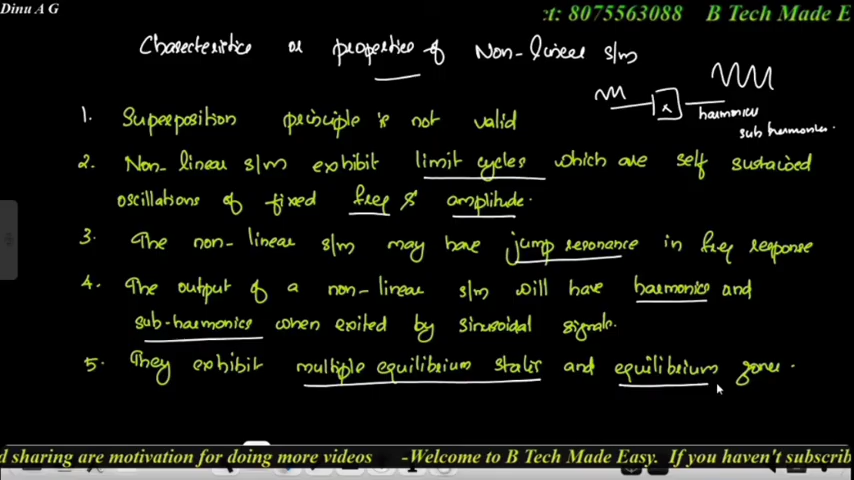 Dinu A G
ct: 8075563088 B Tech Made E
Charecteristics or properties of Non-linear s/m
harmonics
sub harmonics.
1. Superposition principle is not valid
2. Non-linear s/m exhibit limit cycles which are self sustained
oscillations of fixed freq & amplitude.
3. The non-linear s/m may have jump resonance in freq response
4. The output of a non-linear s/m will have harmonics and
sub-harmonics when exited by sinusoidal signals.
5. They exhibit multiple equilibrium states and equilibrium zones.
d sharing are motivation for doing more videos -Welcome to B Tech Made Easy. If you haven't subscrib